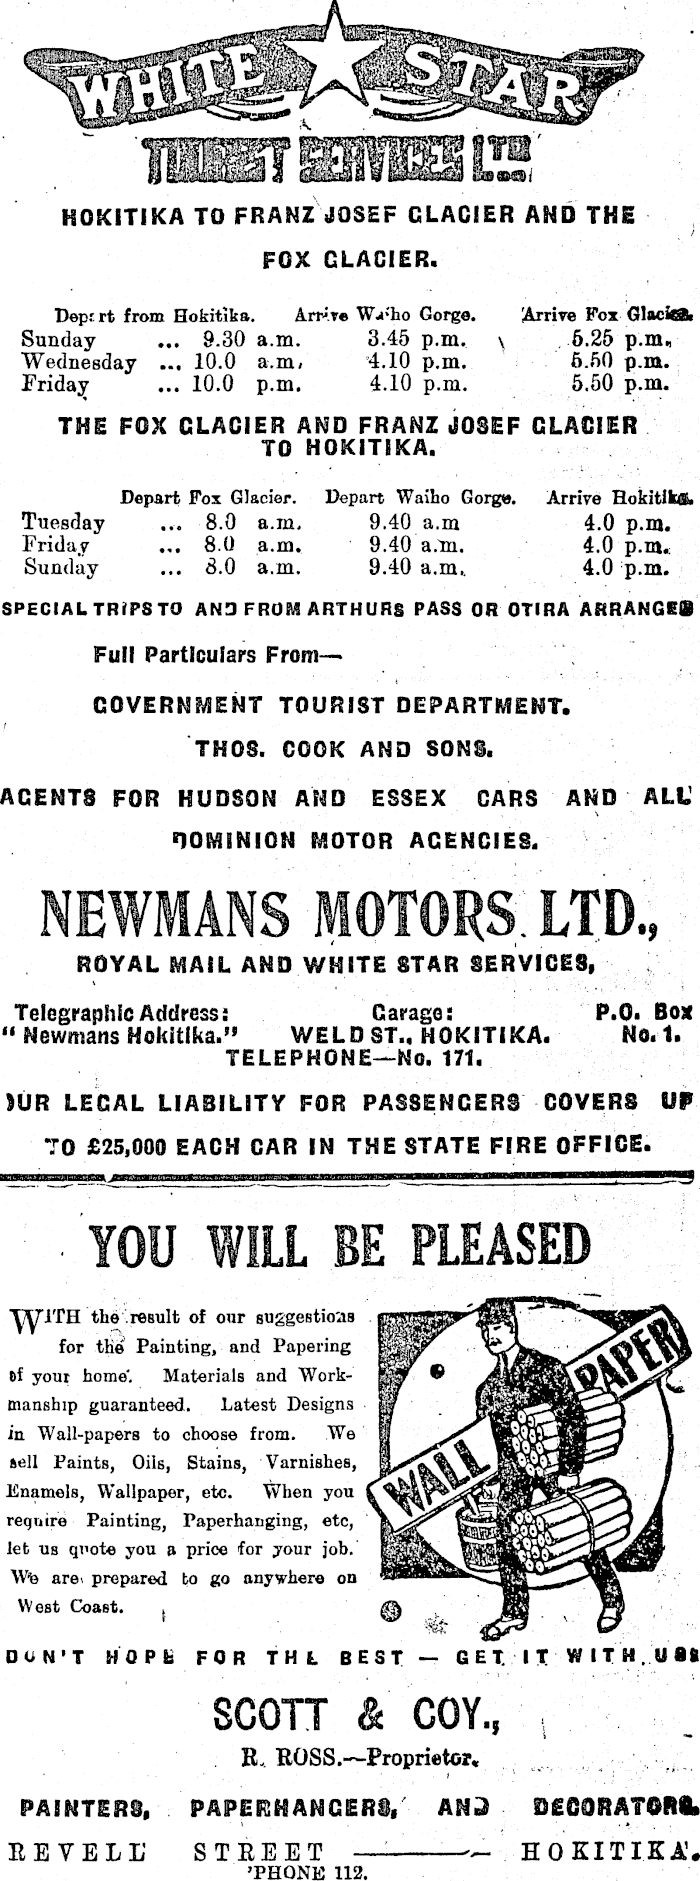 WHITE STAR
TOURIST SERVICES LTD.
HOKITIKA TO FRANZ JOSEF GLACIER AND THE
FOX GLACIER.
Depart from Hokitika. Arrive Waiho Gorge. Arrive Fox Glacier.
Sunday ... 9.30 a.m. 3.45 p.m. 5.25 p.m.
Wednesday ... 10.0 a.m. 4.10 p.m. 5.50 p.m.
Friday ... 10.0 p.m. 4.10 p.m. 5.50 p.m.
THE FOX GLACIER AND FRANZ JOSEF GLACIER
TO HOKITIKA.
Depart Fox Glacier. Depart Waiho Gorge. Arrive Hokitika.
Tuesday ... 8.0 a.m. 9.40 a.m 4.0 p.m.
Friday ... 8.0 a.m. 9.40 a.m. 4.0 p.m.
Sunday ... 8.0 a.m. 9.40 a.m. 4.0 p.m.
SPECIAL TRIPS TO AND FROM ARTHURS PASS OR OTIRA ARRANGED
Full Particulars From—
GOVERNMENT TOURIST DEPARTMENT.
THOS. COOK AND SONS.
AGENTS FOR HUDSON AND ESSEX CARS AND ALL
DOMINION MOTOR AGENCIES.
NEWMANS MOTORS LTD.,
ROYAL MAIL AND WHITE STAR SERVICES,
Telegraphic Address: Garage: P.O. Box
"Newmans Hokitika." WELD ST., HOKITIKA. No. 1.
TELEPHONE—No. 171.
OUR LEGAL LIABILITY FOR PASSENGERS COVERS UP
TO £25,000 EACH CAR IN THE STATE FIRE OFFICE.
YOU WILL BE PLEASED
WITH the result of our suggestions
for the Painting, and Papering
of your home. Materials and Work-
manship guaranteed. Latest Designs
in Wall-papers to choose from. We
sell Paints, Oils, Stains, Varnishes,
Enamels, Wallpaper, etc. When you
require Painting, Paperhanging, etc,
let us quote you a price for your job.
We are prepared to go anywhere on
West Coast.
WALL PAPER
DON'T HOPE FOR THE BEST — GET IT WITH US
SCOTT & COY.,
R. ROSS.—Proprietor.
PAINTERS, PAPERHANGERS, AND DECORATORS.
REVELL STREET — HOKITIKA.
'PHONE 112.